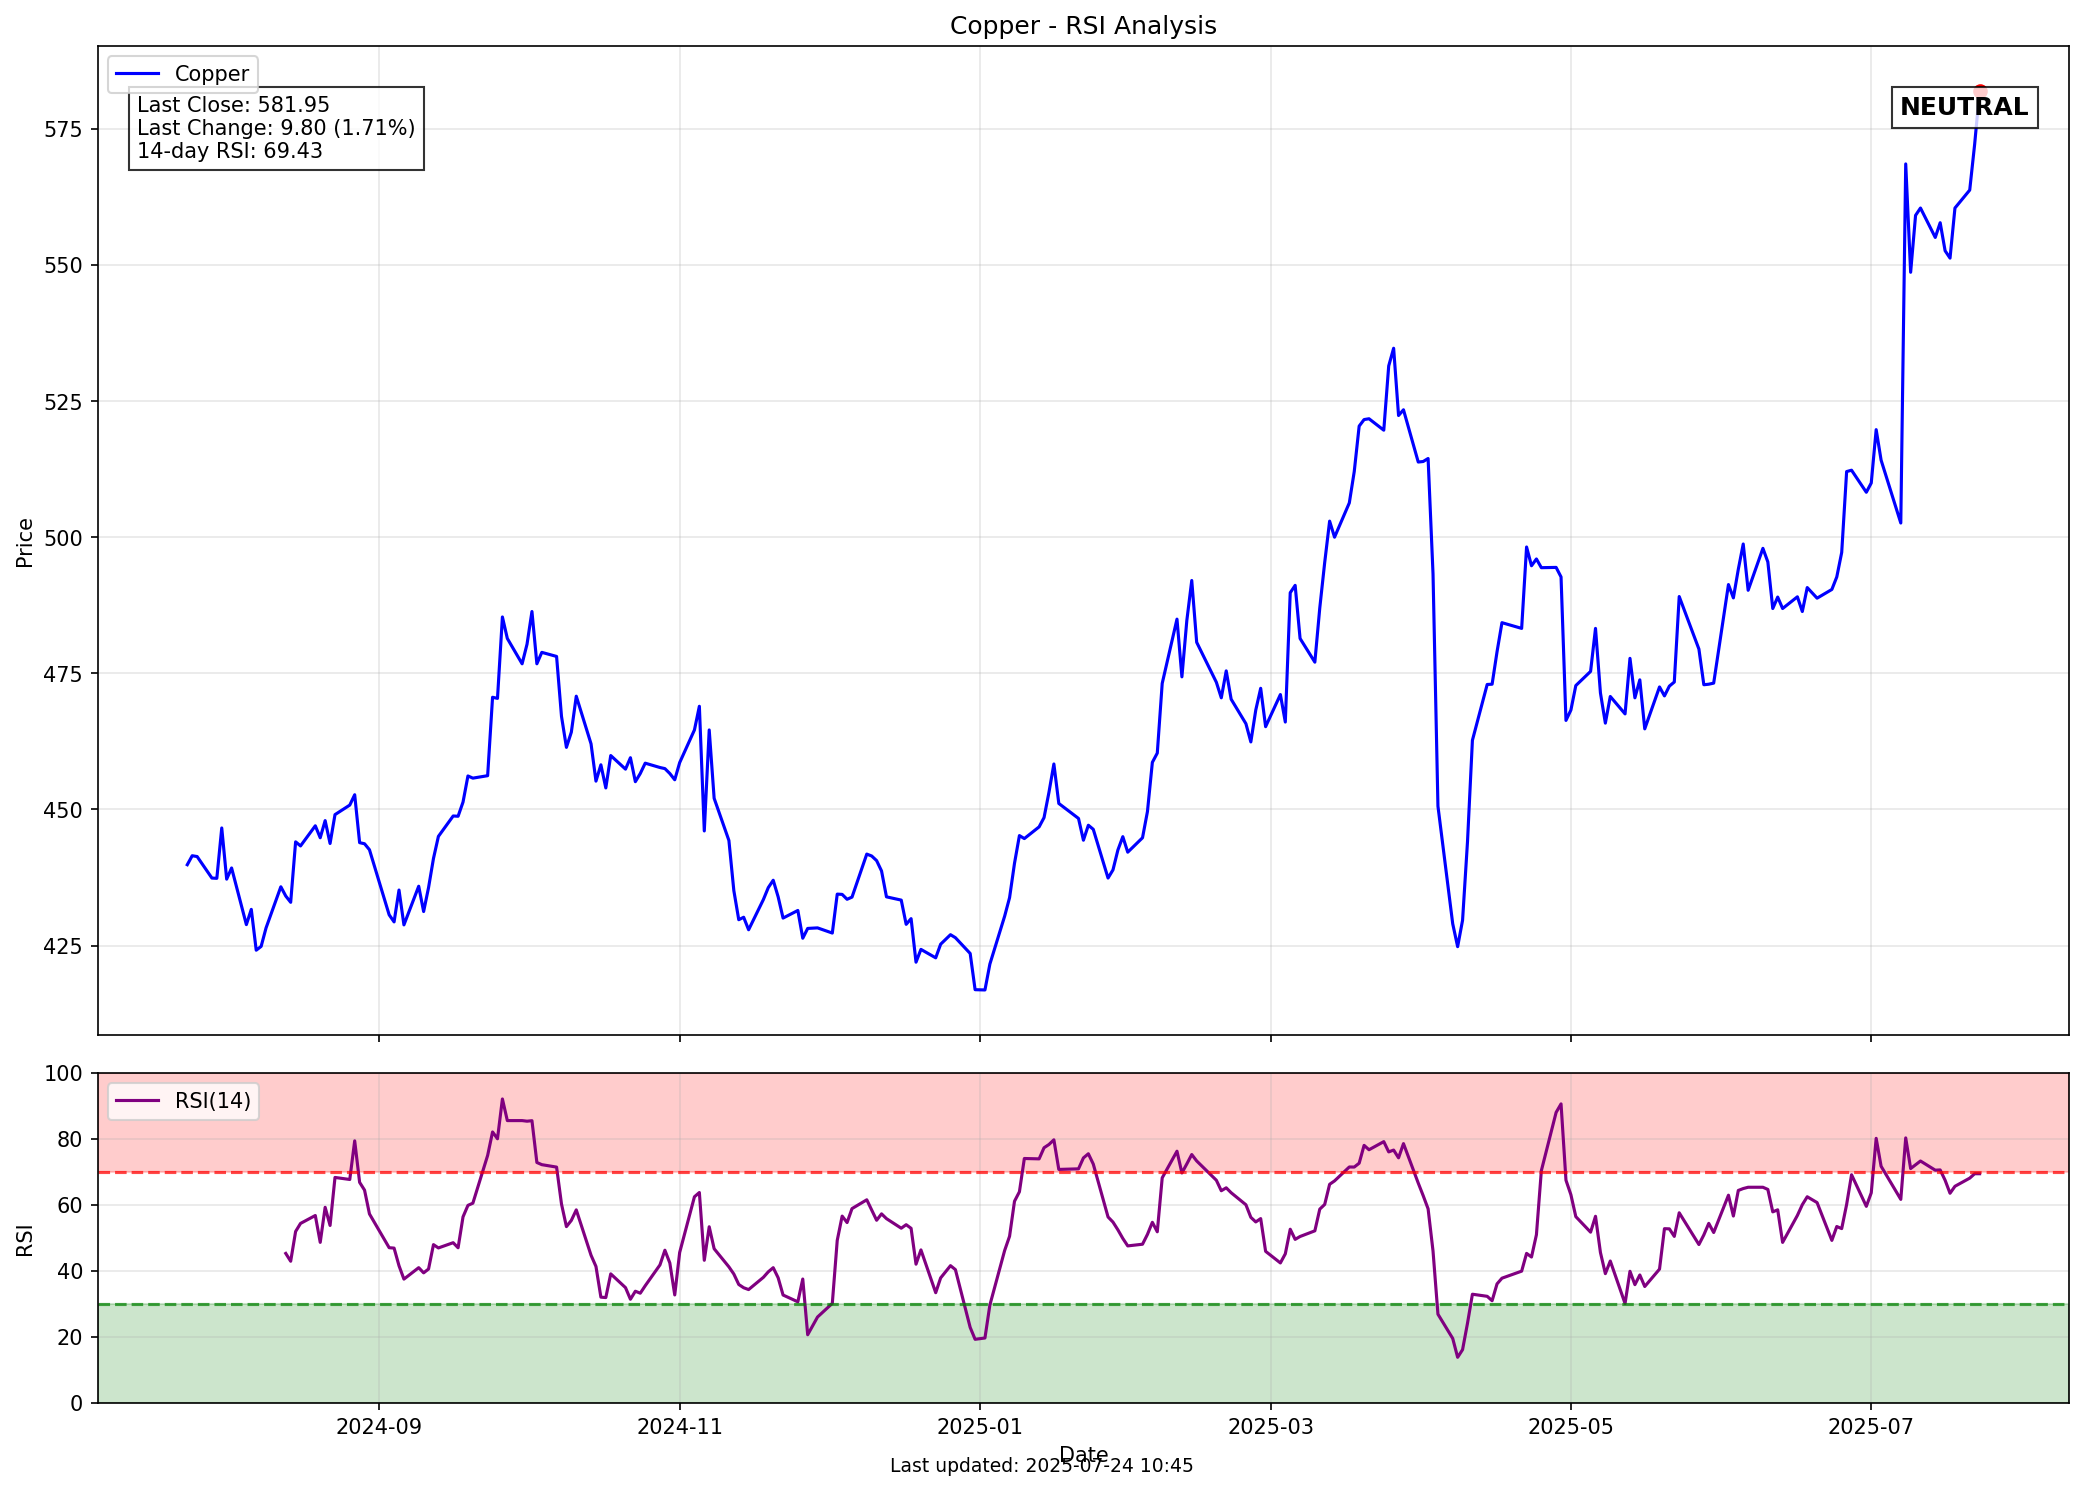 Copper - RSI Analysis
Copper
Last Close: 581.95
Last Change: 9.80 (1.71%)
14-day RSI: 69.43
NEUTRAL
575
550
525
500
475
450
425
Price
RSI(14)
100
80
60
40
20
0
RSI
2024-09
2024-11
2025-01
2025-03
2025-05
2025-07
Date
Last updated: 2025-07-24 10:45